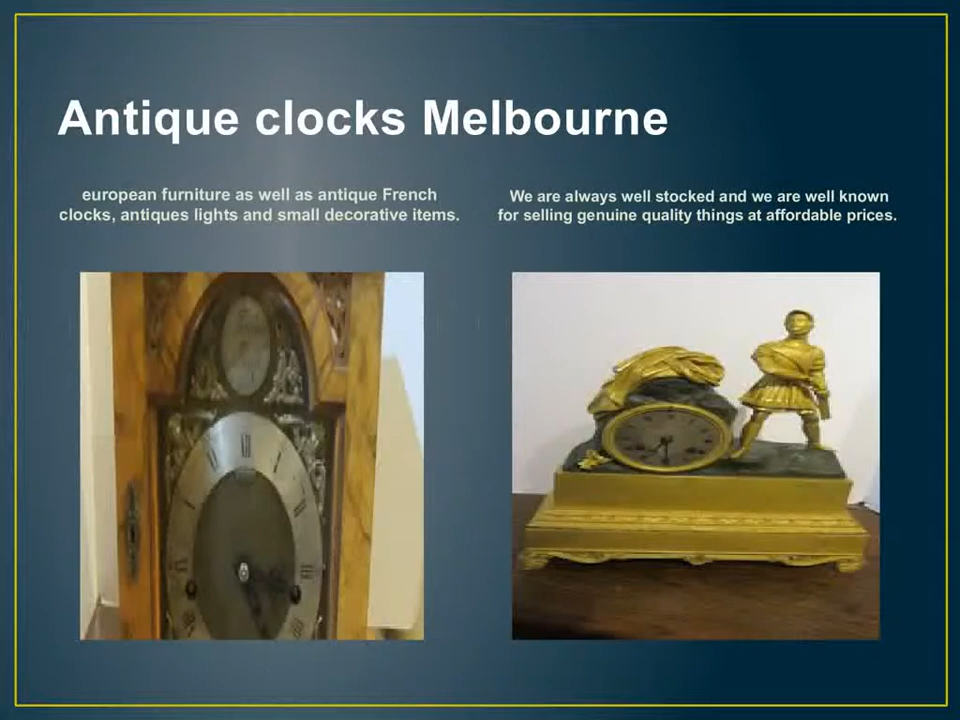 Antique clocks Melbourne
european furniture as well as antique French
clocks, antiques lights and small decorative items.
We are always well stocked and we are well known
for selling genuine quality things at affordable prices.